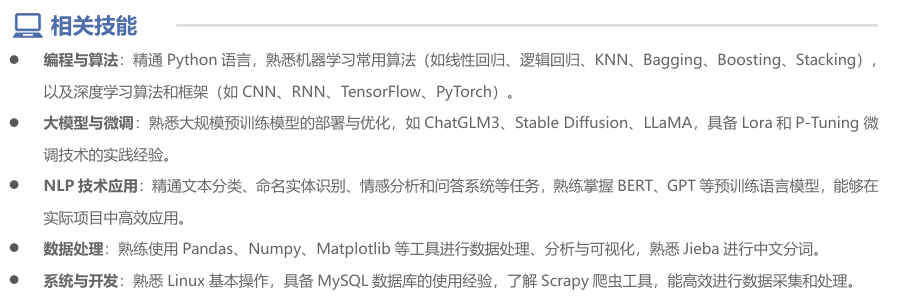 相关技能
● 编程与算法：精通 Python 语言，熟悉机器学习常用算法（如线性回归、逻辑回归、KNN、Bagging、Boosting、Stacking），
以及深度学习算法和框架（如 CNN、RNN、TensorFlow、PyTorch）。
● 大模型与微调：熟悉大规模预训练模型的部署与优化，如 ChatGLM3、Stable Diffusion、LLaMA，具备 Lora 和 P-Tuning 微
调技术的实践经验。
● NLP 技术应用：精通文本分类、命名实体识别、情感分析和问答系统等任务，熟练掌握 BERT、GPT 等预训练语言模型，能够在
实际项目中高效应用。
● 数据处理：熟练使用 Pandas、Numpy、Matplotlib 等工具进行数据处理、分析与可视化，熟悉 Jieba 进行中文分词。
● 系统与开发：熟悉 Linux 基本操作，具备 MySQL 数据库的使用经验，了解 Scrapy 爬虫工具，能高效进行数据采集和处理。